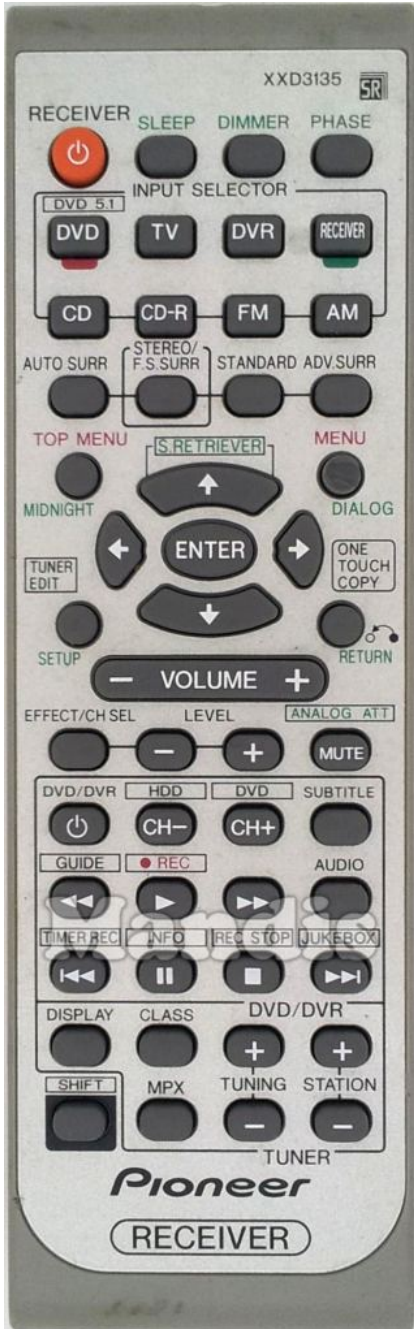 XXD3135 SR
RECEIVER SLEEP DIMMER PHASE
INPUT SELECTOR
DVD 5.1
DVD TV DVR RECEIVER
CD CD-R FM AM
AUTO SURR STEREO/ F.S.SURR STANDARD ADV.SURR
TOP MENU S.RETRIEVER MENU
MIDNIGHT DIALOG
ENTER
TUNER EDIT ONE TOUCH COPY
SETUP RETURN
– VOLUME +
EFFECT/CH SEL LEVEL ANALOG ATT
– + MUTE
DVD/DVR HDD DVD SUBTITLE
CH– CH+
GUIDE ● REC AUDIO
Mandis
TIMER REC INFO REC STOP JUKEBOX
DISPLAY CLASS DVD/DVR
+ +
SHIFT MPX TUNING STATION
– –
TUNER
Pioneer
RECEIVER